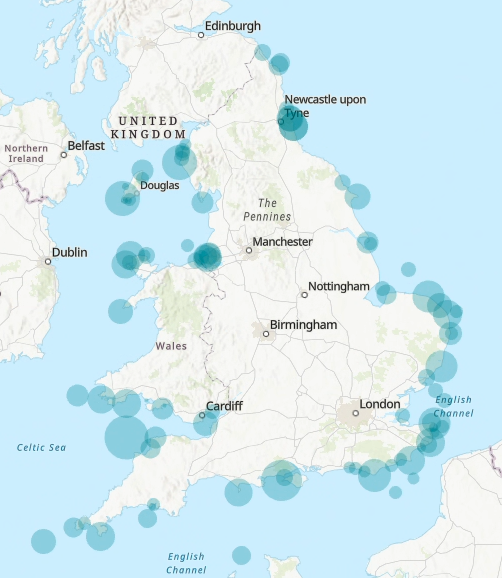 Edinburgh
Newcastle upon
Tyne
UNITED
KINGDOM
Belfast
Northern
Ireland
Douglas
The
Pennines
Manchester
Dublin
Nottingham
Birmingham
Wales
Cardiff
London
English
Channel
Celtic Sea
English
Channel